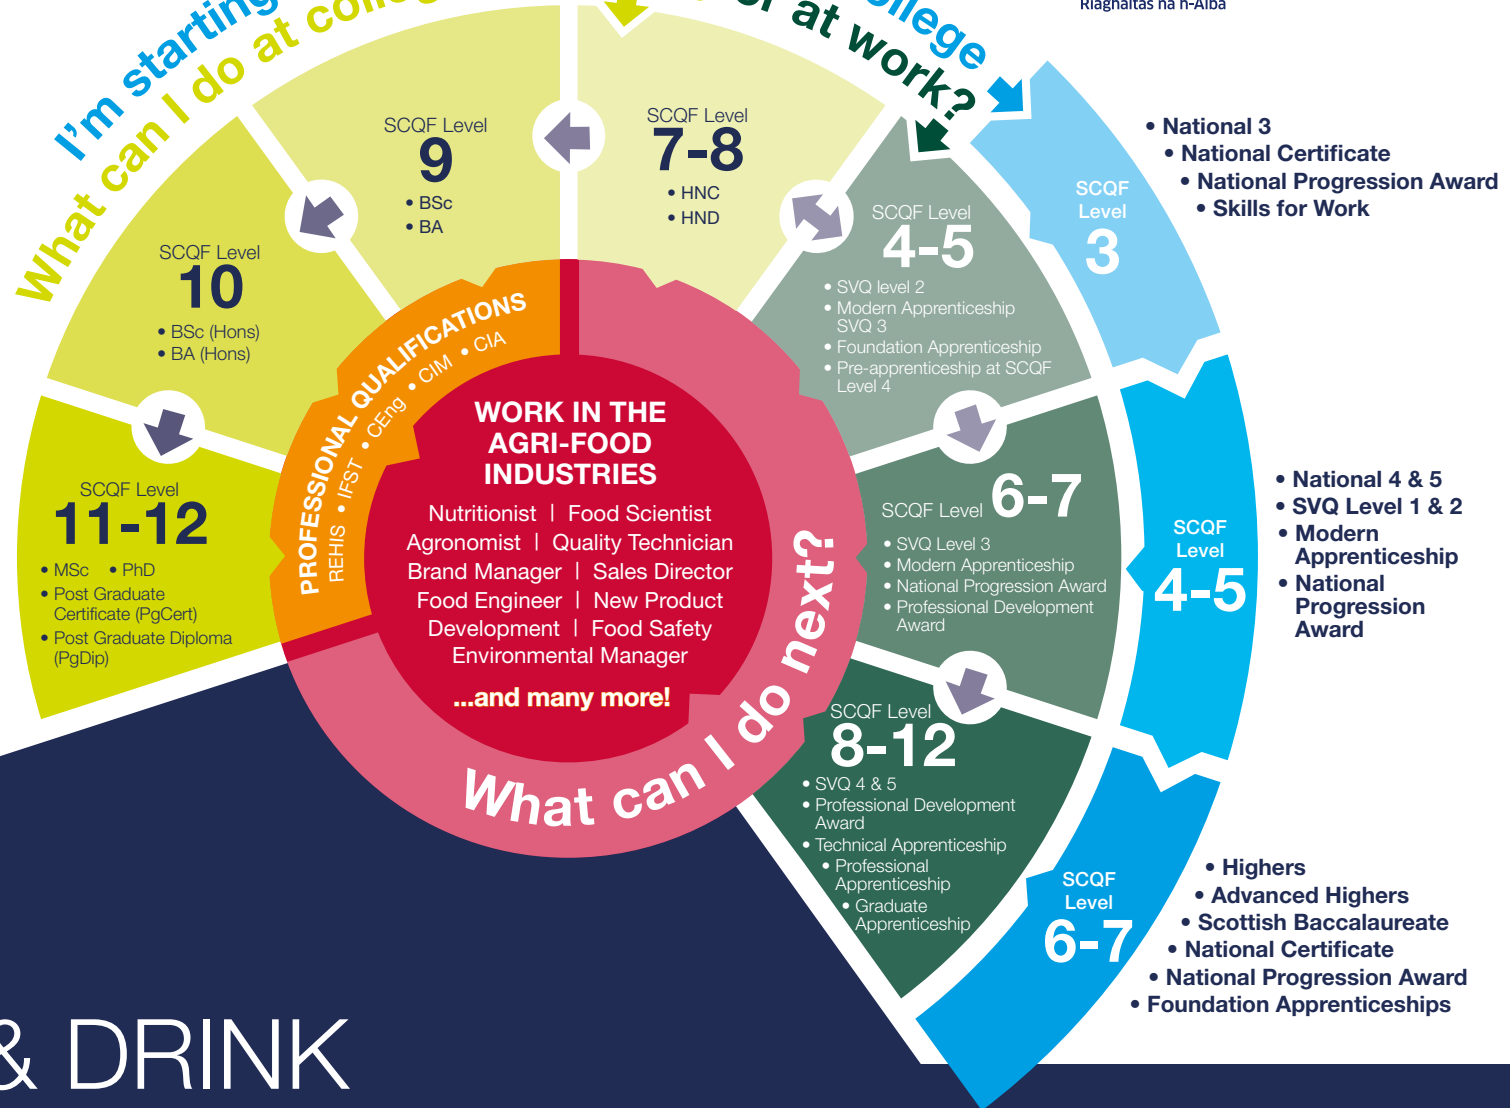 Riaghaltas na h-Alba
I'm starting
college
What can I do at
or at work?
SCQF Level
9
• BSc
• BA
SCQF Level
7-8
• HNC
• HND
SCQF Level
10
• BSc (Hons)
• BA (Hons)
SCQF Level
11-12
• MSc • PhD
• Post Graduate
Certificate (PgCert)
• Post Graduate Diploma
(PgDip)
SCQF Level
4-5
• SVQ level 2
• Modern Apprenticeship
SVQ 3
• Foundation Apprenticeship
• Pre-apprenticeship at SCQF
Level 4
SCQF Level 6-7
• SVQ Level 3
• Modern Apprenticeship
• National Progression Award
• Professional Development
Award
SCQF Level
8-12
• SVQ 4 & 5
• Professional Development
Award
• Technical Apprenticeship
• Professional
Apprenticeship
• Graduate
Apprenticeship
PROFESSIONAL QUALIFICATIONS
REHIS • IFST • CEng • CIM • CIA
WORK IN THE
AGRI-FOOD
INDUSTRIES
Nutritionist | Food Scientist
Agronomist | Quality Technician
Brand Manager | Sales Director
Food Engineer | New Product
Development | Food Safety
Environmental Manager
...and many more!
What can I do next?
SCQF
Level
3
• National 3
• National Certificate
• National Progression Award
• Skills for Work
SCQF
Level
4-5
• National 4 & 5
• SVQ Level 1 & 2
• Modern
Apprenticeship
• National
Progression
Award
SCQF
Level
6-7
• Highers
• Advanced Highers
• Scottish Baccalaureate
• National Certificate
• National Progression Award
• Foundation Apprenticeships
& DRINK